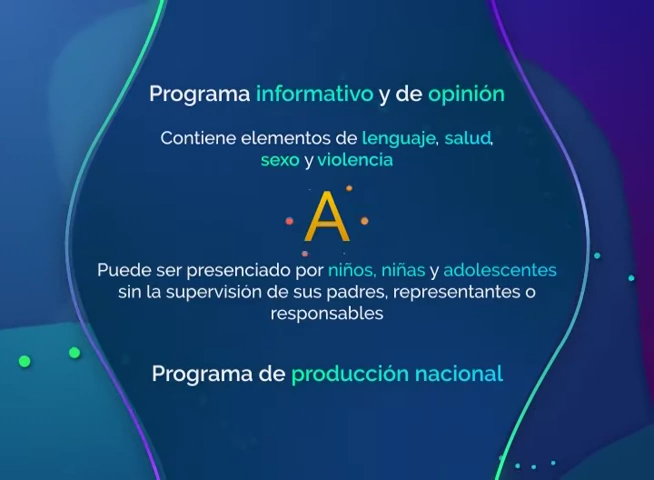 Programa informativo y de opinión
Contiene elementos de lenguaje, salud,
sexo y violencia
A
Puede ser presenciado por niños, niñas y adolescentes
sin la supervisión de sus padres, representantes o
responsables
Programa de producción nacional